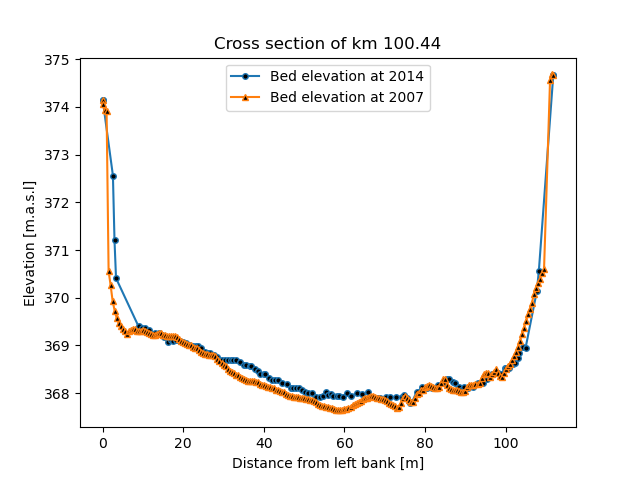 Cross section of km 100.44
Bed elevation at 2014
Bed elevation at 2007
Elevation [m.a.s.l]
375
374
373
372
371
370
369
368
0 20 40 60 80 100
Distance from left bank [m]